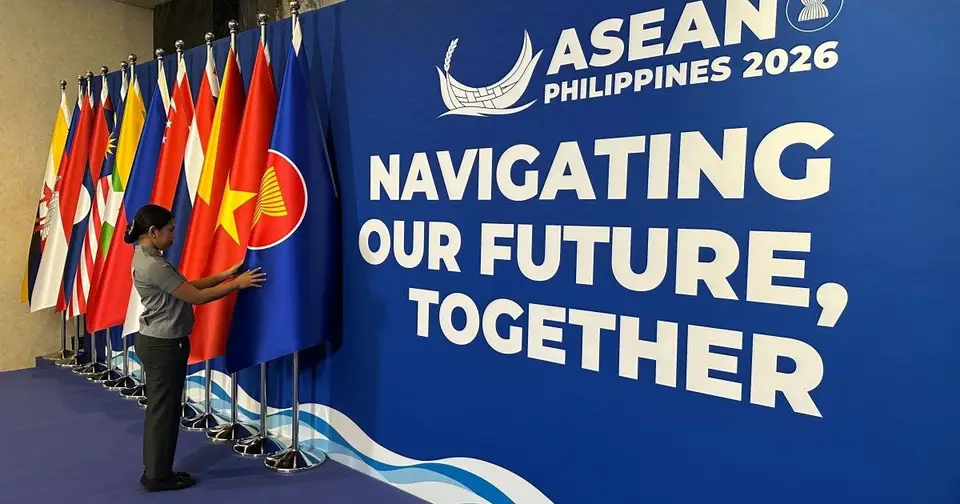 ASEAN
PHILIPPINES 2026
NAVIGATING
OUR FUTURE,
TOGETHER